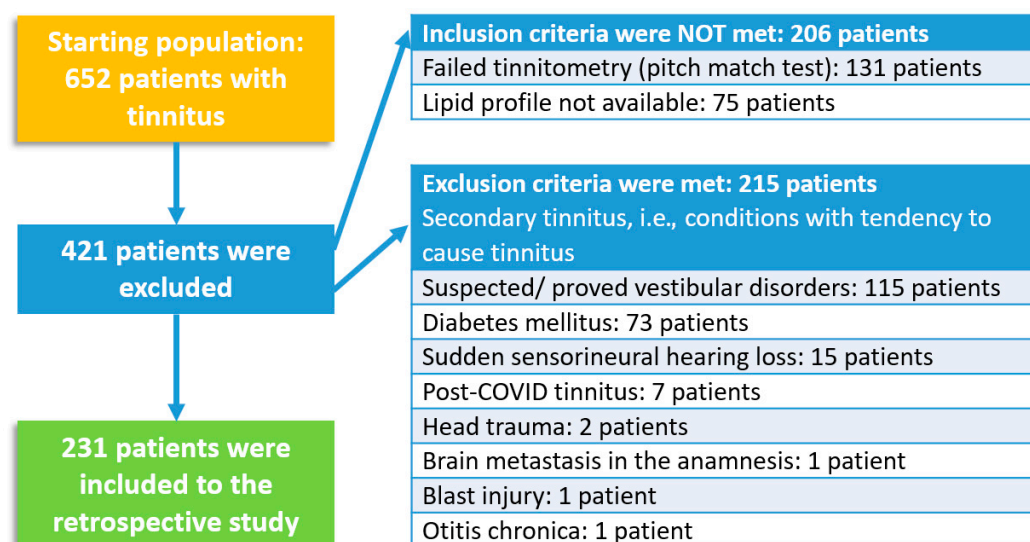 Starting population:
652 patients with
tinnitus
421 patients were
excluded
231 patients were
included to the
retrospective study
Inclusion criteria were NOT met: 206 patients
Failed tinnitometry (pitch match test): 131 patients
Lipid profile not available: 75 patients
Exclusion criteria were met: 215 patients
Secondary tinnitus, i.e., conditions with tendency to
cause tinnitus
Suspected/ proved vestibular disorders: 115 patients
Diabetes mellitus: 73 patients
Sudden sensorineural hearing loss: 15 patients
Post-COVID tinnitus: 7 patients
Head trauma: 2 patients
Brain metastasis in the anamnesis: 1 patient
Blast injury: 1 patient
Otitis chronica: 1 patient